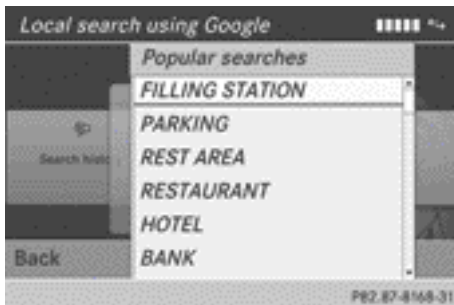 Local search using Google
Popular searches
FILLING STATION
PARKING
REST AREA
Search
RESTAURANT
HOTEL
Back
BANK
P82.87-8168-31